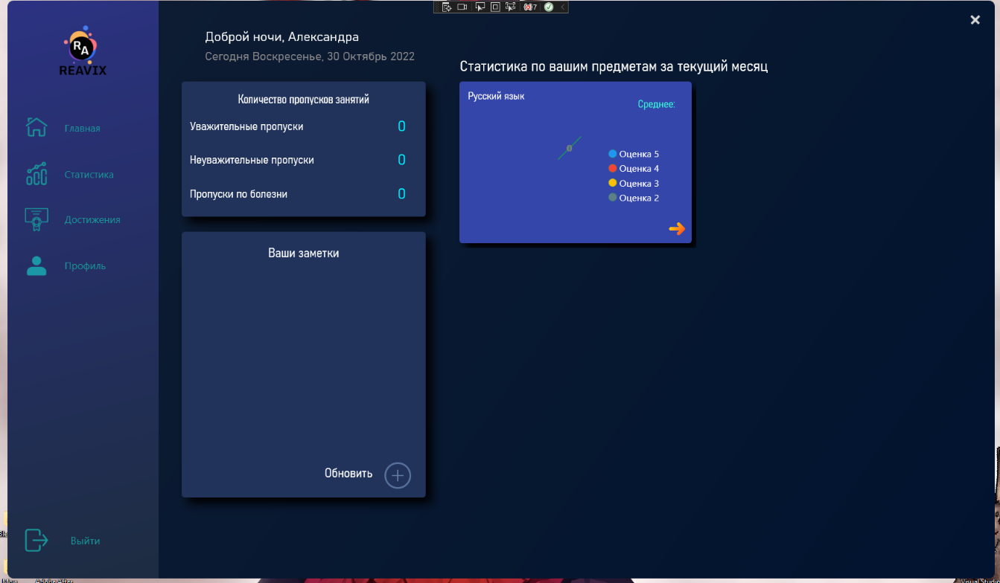 7
RA
REAVIX
Главная
Статистика
Достижения
Профиль
Выйти
Доброй ночи, Александра
Сегодня Воскресенье, 30 Октябрь 2022
Количество пропусков занятий
Уважительные пропуски 0
Неуважительные пропуски 0
Пропуски по болезни 0
Ваши заметки
Обновить
Статистика по вашим предметам за текущий месяц
Русский язык
Среднее:
0
Оценка 5
Оценка 4
Оценка 3
Оценка 2